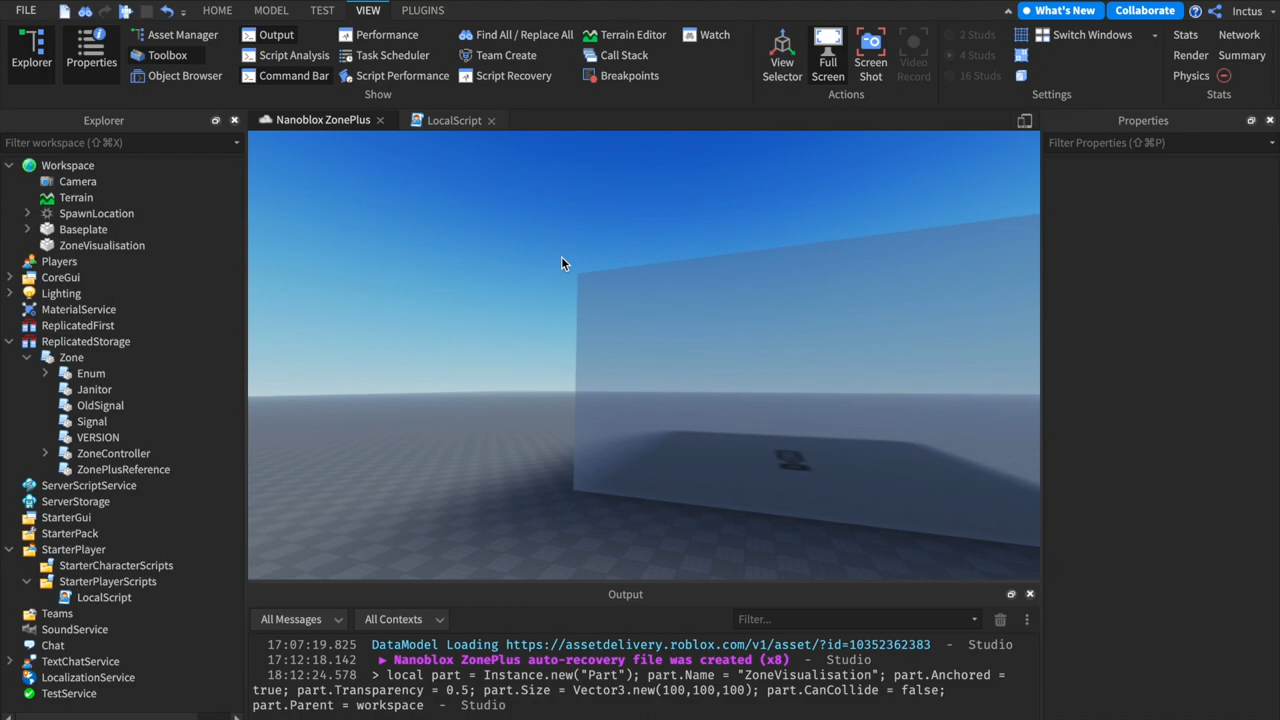 FILE HOME MODEL TEST VIEW PLUGINS What's New Collaborate Inctus
Explorer Properties Asset Manager Output Performance Find All / Replace All Terrain Editor Watch View Selector Full Screen Screen Shot Video Record 2 Studs Switch Windows Stats Network
Toolbox Script Analysis Task Scheduler Team Create Call Stack 4 Studs Render Summary
Object Browser Command Bar Script Performance Script Recovery Breakpoints 16 Studs Physics
Show Actions Settings Stats
Explorer Nanoblox ZonePlus LocalScript Properties
Filter workspace (⇧⌘X) Filter Properties (⇧⌘P)
Workspace
Camera
Terrain
SpawnLocation
Baseplate
ZoneVisualisation
Players
CoreGui
Lighting
MaterialService
ReplicatedFirst
ReplicatedStorage
Zone
Enum
Janitor
OldSignal
Signal
VERSION
ZoneController
ZonePlusReference
ServerScriptService
ServerStorage
StarterGui
StarterPack
StarterPlayer
StarterCharacterScripts
StarterPlayerScripts
LocalScript
Teams
SoundService
Chat
TextChatService
LocalizationService
TestService
Output
All Messages All Contexts Filter...
17:07:19.825 DataModel Loading https://assetdelivery.roblox.com/v1/asset/?id=10352362383 - Studio
17:12:18.142 ▶ Nanoblox ZonePlus auto-recovery file was created (x8) - Studio
18:12:24.578 > local part = Instance.new("Part"); part.Name = "ZoneVisualisation"; part.Anchored =
true; part.Transparency = 0.5; part.Size = Vector3.new(100,100,100); part.CanCollide = false;
part.Parent = workspace - Studio